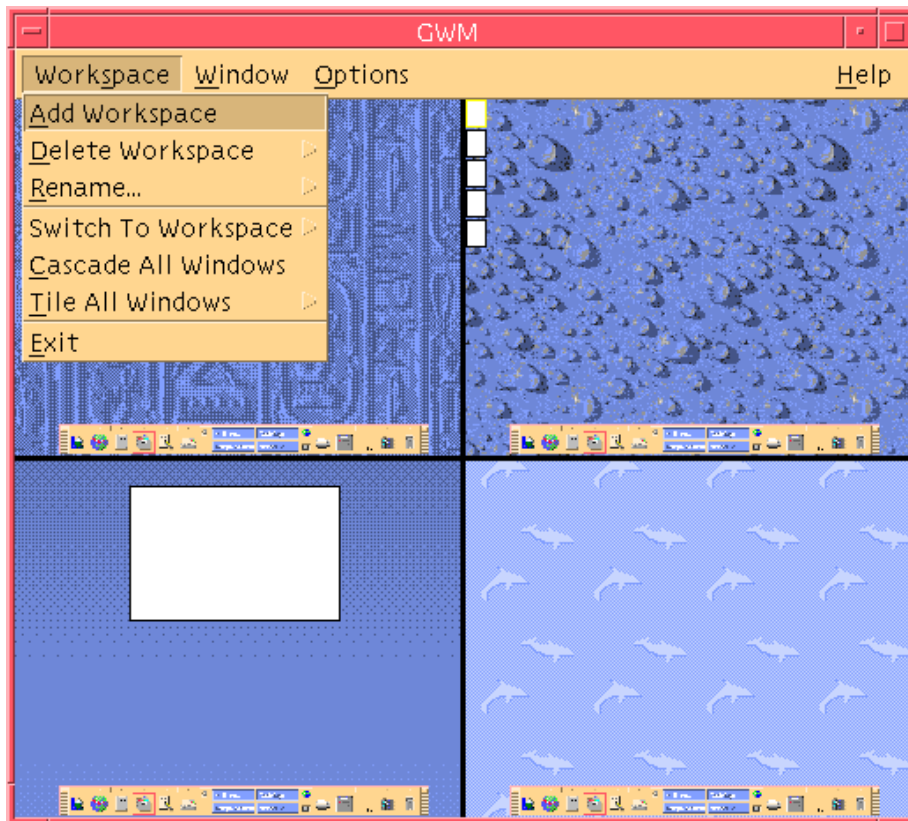 GWM
Workspace Window Options Help
Add Workspace
Delete Workspace
Rename...
Switch To Workspace
Cascade All Windows
Tile All Windows
Exit